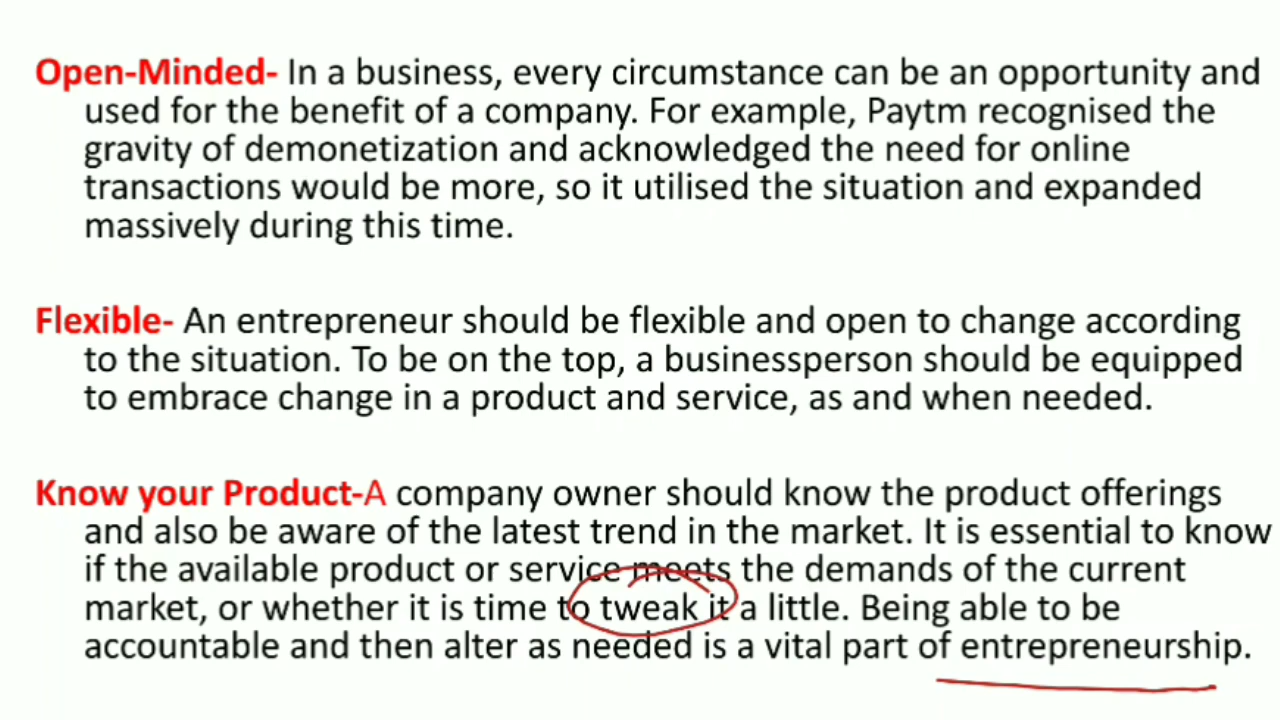 Open-Minded- In a business, every circumstance can be an opportunity and
used for the benefit of a company. For example, Paytm recognised the
gravity of demonetization and acknowledged the need for online
transactions would be more, so it utilised the situation and expanded
massively during this time.
Flexible- An entrepreneur should be flexible and open to change according
to the situation. To be on the top, a businessperson should be equipped
to embrace change in a product and service, as and when needed.
Know your Product-A company owner should know the product offerings
and also be aware of the latest trend in the market. It is essential to know
if the available product or service meets the demands of the current
market, or whether it is time to tweak it a little. Being able to be
accountable and then alter as needed is a vital part of entrepreneurship.